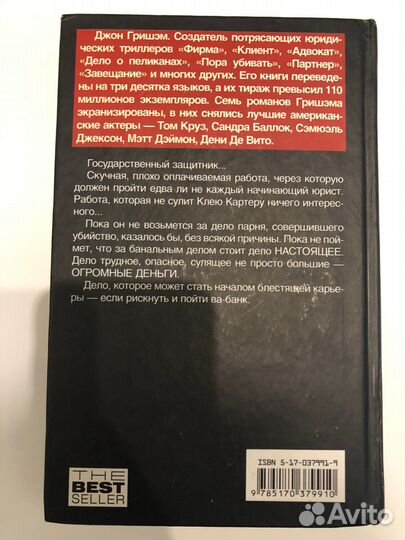 Джон Гришэм. Создатель потрясающих юриди-
ческих триллеров «Фирма», «Клиент», «Адвокат»,
«Дело о пеликанах», «Пора убивать», «Партнер»,
«Завещание» и многих других. Его книги переведе-
ны на три десятка языков, а их тираж превысил 110
миллионов экземпляров. Семь романов Гришэма
экранизированы, в них снялись лучшие американ-
ские актеры — Том Круз, Сандра Баллок, Сэмюэль
Джексон, Мэтт Дэймон, Дени Де Вито.
Государственный защитник...
Скучная, плохо оплачиваемая работа, через которую
должен пройти едва ли не каждый начинающий юрист.
Работа, которая не сулит Клею Картеру ничего интерес-
ного...
Пока он не возьмется за дело парня, совершившего
убийство, казалось бы, без всякой причины. Пока не пой-
мет, что за банальным делом стоит дело НАСТОЯЩЕЕ.
Дело трудное, опасное, сулящее не просто большие —
ОГРОМНЫЕ ДЕНЬГИ.
Дело, которое может стать началом блестящей карье-
ры — если рискнуть и пойти ва-банк.
THE
BEST
SELLER
ISBN 5-17-037991-9
9 785170 379910
Avito